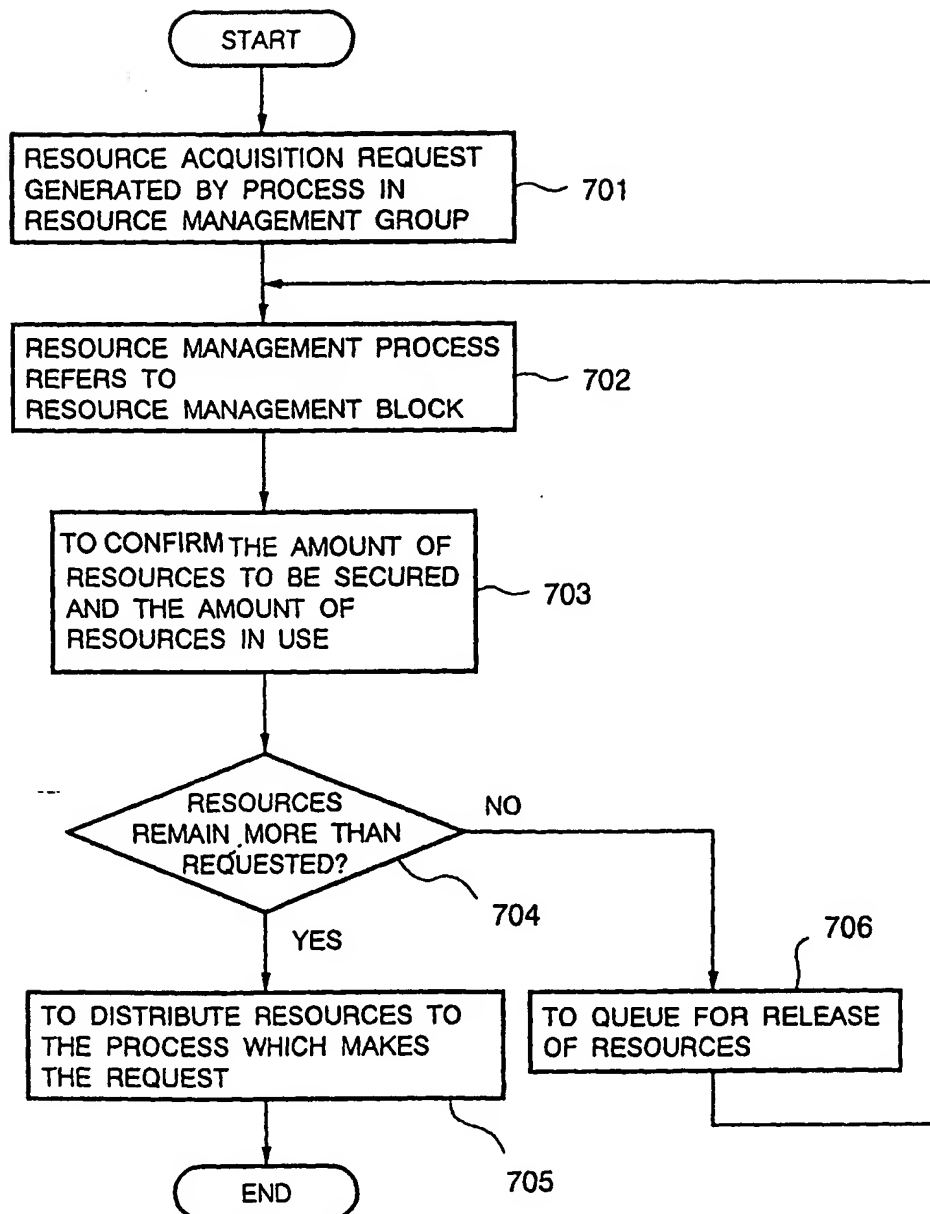 START
RESOURCE ACQUISITION REQUEST
GENERATED BY PROCESS IN
RESOURCE MANAGEMENT GROUP
701
RESOURCE MANAGEMENT PROCESS
REFERS TO
RESOURCE MANAGEMENT BLOCK
702
TO CONFIRM THE AMOUNT OF
RESOURCES TO BE SECURED
AND THE AMOUNT OF
RESOURCES IN USE
703
RESOURCES
REMAIN MORE THAN
REQUESTED?
NO
704
YES
706
TO DISTRIBUTE RESOURCES TO
THE PROCESS WHICH MAKES
THE REQUEST
TO QUEUE FOR RELEASE
OF RESOURCES
705
END